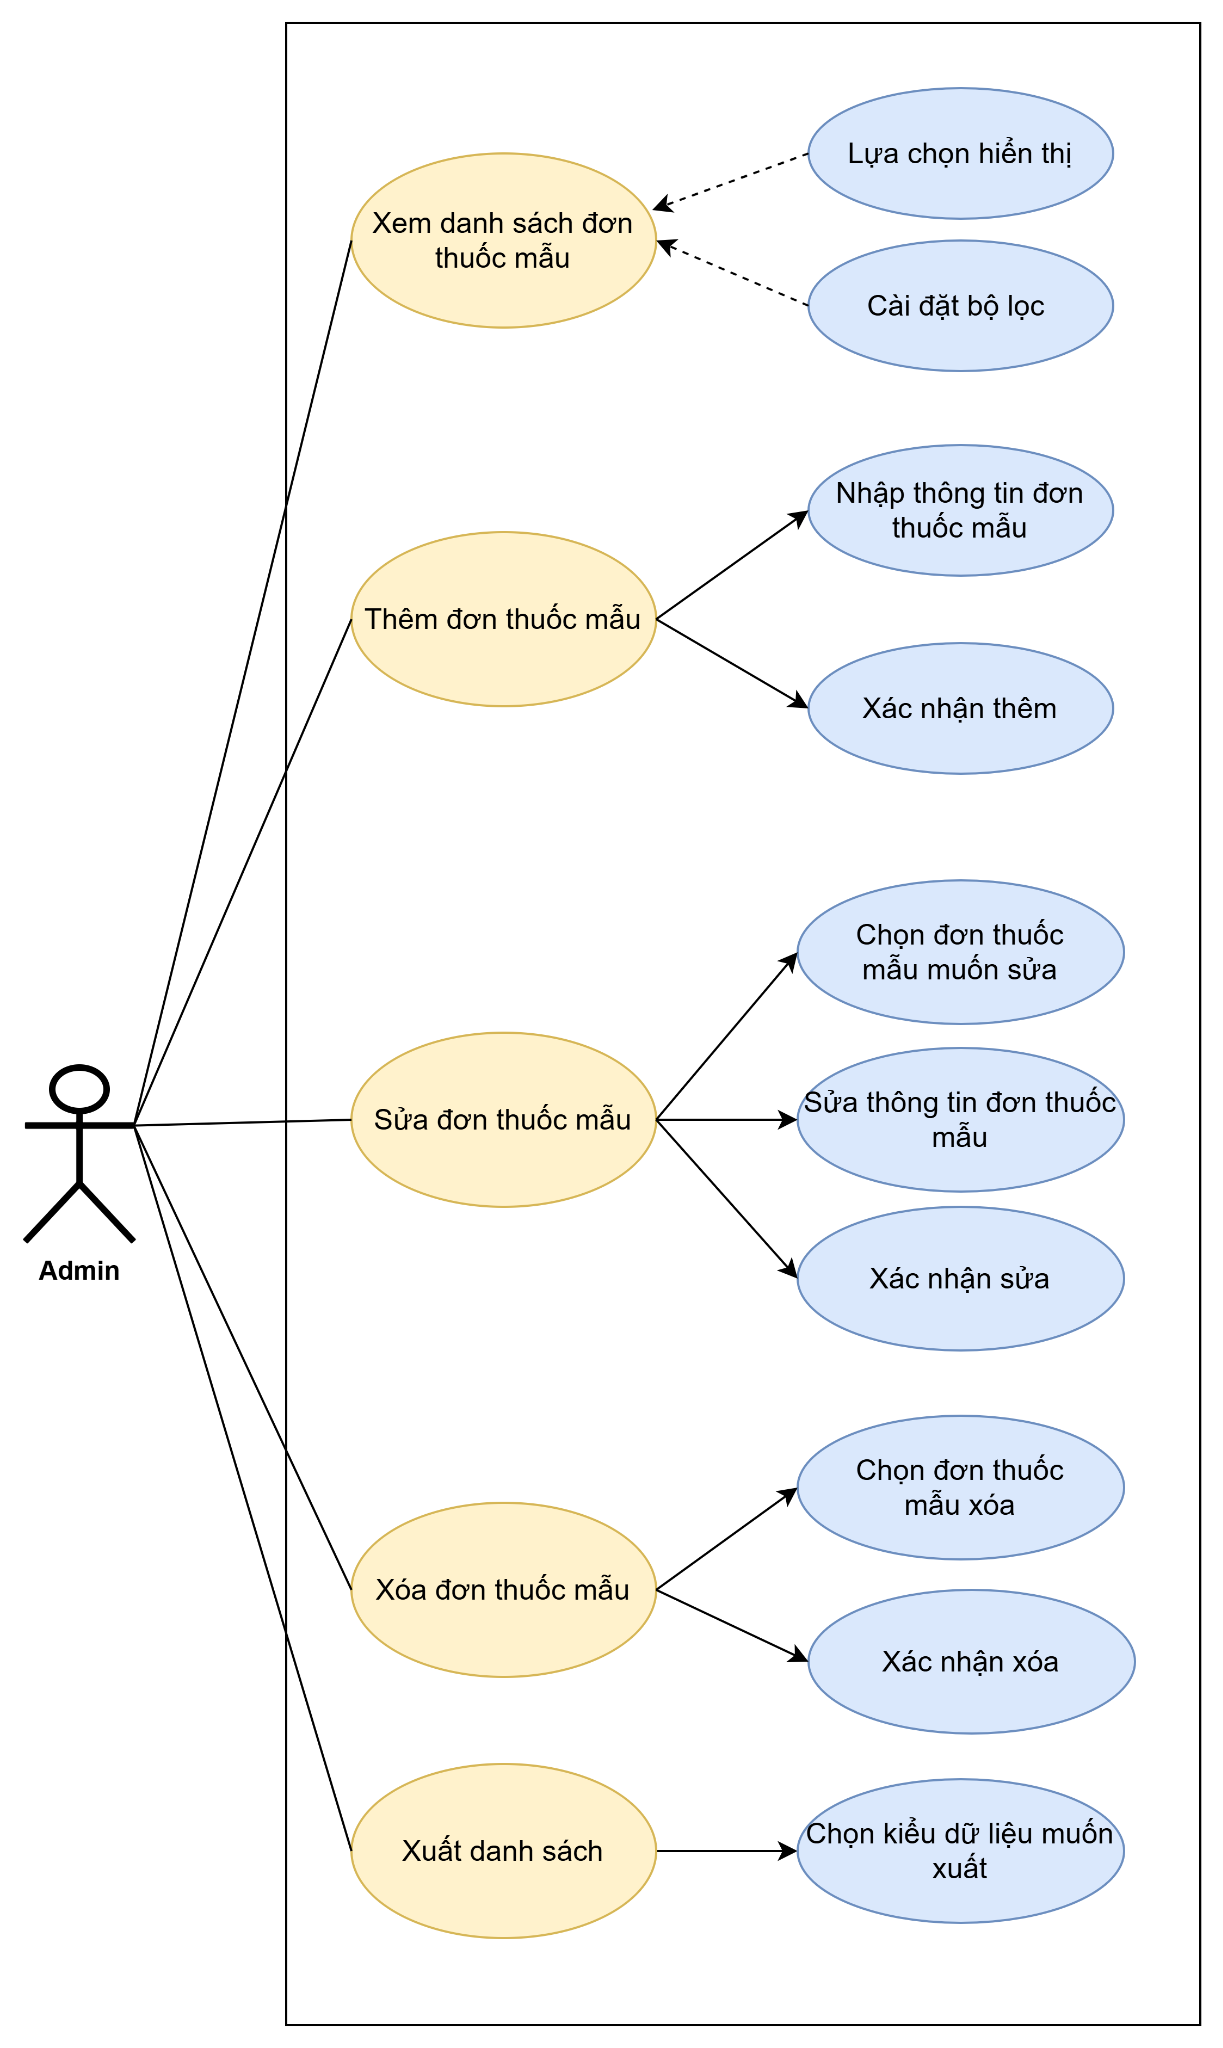 Lựa chọn hiển thị
Xem danh sách đơn
thuốc mẫu
Cài đặt bộ lọc
Nhập thông tin đơn
thuốc mẫu
Thêm đơn thuốc mẫu
Xác nhận thêm
Chọn đơn thuốc
mẫu muốn sửa
Sửa đơn thuốc mẫu
Sửa thông tin đơn thuốc
mẫu
Admin
Xác nhận sửa
Chọn đơn thuốc
mẫu xóa
Xóa đơn thuốc mẫu
Xác nhận xóa
Xuất danh sách
Chọn kiểu dữ liệu muốn
xuất